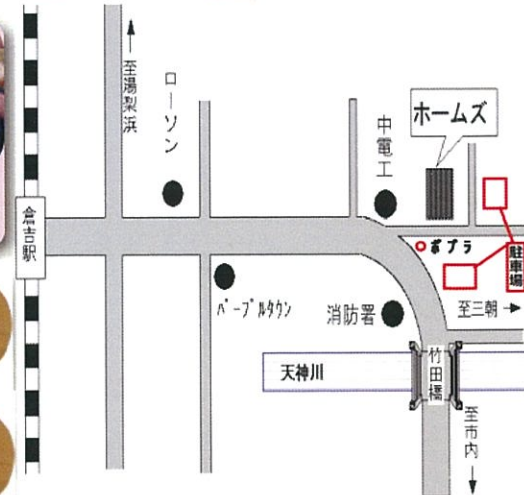 至湯梨浜
ローソン
中電工
ホームズ
倉吉駅
ポプラ
駐車場
パープルタウン
消防署
至三朝
天神川
竹田橋
至市内